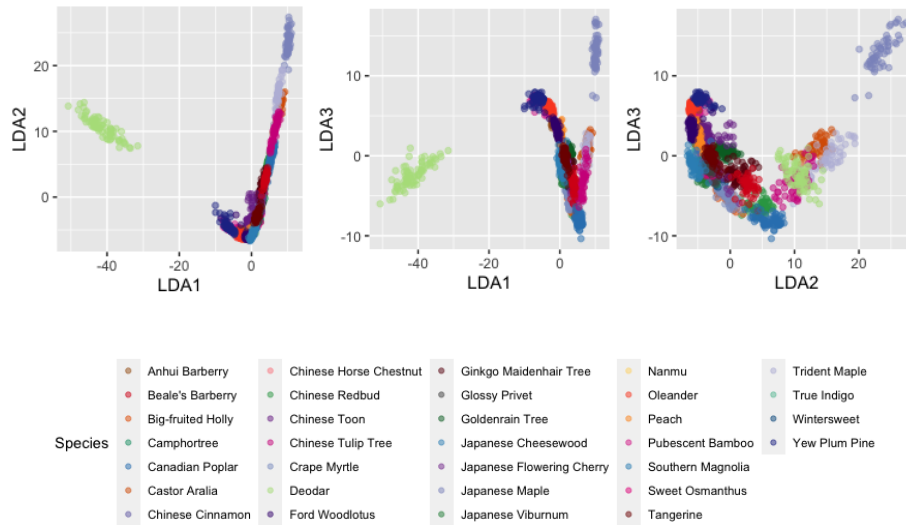 20
10
0
LDA2
-40
-20
0
LDA1
10
0
-10
LDA3
-40
-20
0
LDA1
10
0
-10
LDA3
0
10
20
LDA2
Species
Anhui Barberry
Beale's Barberry
Big-fruited Holly
Camphortree
Canadian Poplar
Castor Aralia
Chinese Cinnamon
Chinese Horse Chestnut
Chinese Redbud
Chinese Toon
Chinese Tulip Tree
Crape Myrtle
Deodar
Ford Woodlotus
Ginkgo Maidenhair Tree
Glossy Privet
Goldenrain Tree
Japanese Cheesewood
Japanese Flowering Cherry
Japanese Maple
Japanese Viburnum
Nanmu
Oleander
Peach
Pubescent Bamboo
Southern Magnolia
Sweet Osmanthus
Tangerine
Trident Maple
True Indigo
Wintersweet
Yew Plum Pine